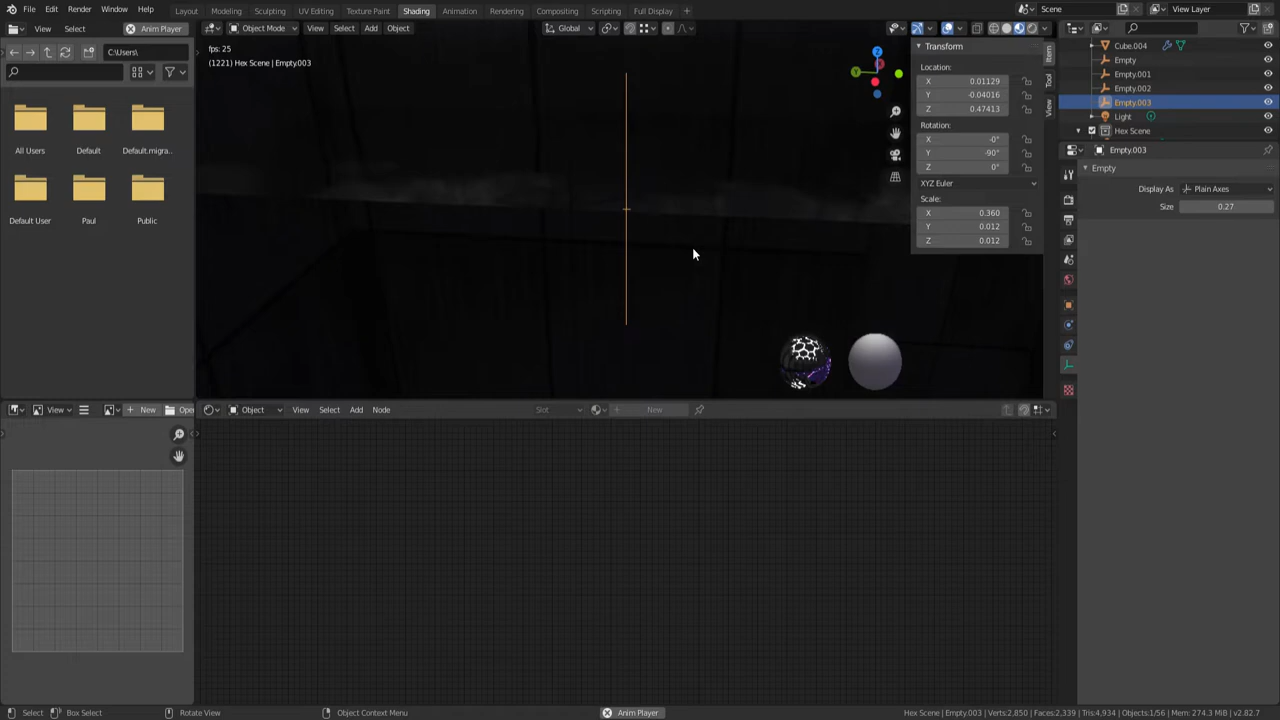 File Edit Render Window Help
Layout Modeling Sculpting UV Editing Texture Paint Shading Animation Rendering Compositing Scripting Full Display +
Scene
View Layer
View Select
Anim Player
C:\Users\
All Users
Default
Default.migra...
Default User
Paul
Public
Object Mode View Select Add Object
Global
fps: 25
(1221) Hex Scene | Empty.003
Transform
Location:
X 0.01129
Y -0.04016
Z 0.47413
Rotation:
X -0°
Y -90°
Z 0°
XYZ Euler
Scale:
X 0.360
Y 0.012
Z 0.012
Item
Tool
View
Z
Y
Cube.004
Empty
Empty.001
Empty.002
Empty.003
Light
Hex Scene
Empty.003
Empty
Display As Plain Axes
Size 0.27
View + New Open
Object View Select Add Node
Slot
+ New
Select Box Select Rotate View Object Context Menu
Anim Player
Hex Scene | Empty.003 | Verts:2,850 | Faces:2,339 | Tris:4,934 | Objects:1/56 | Mem: 274.3 MiB | v2.82.7